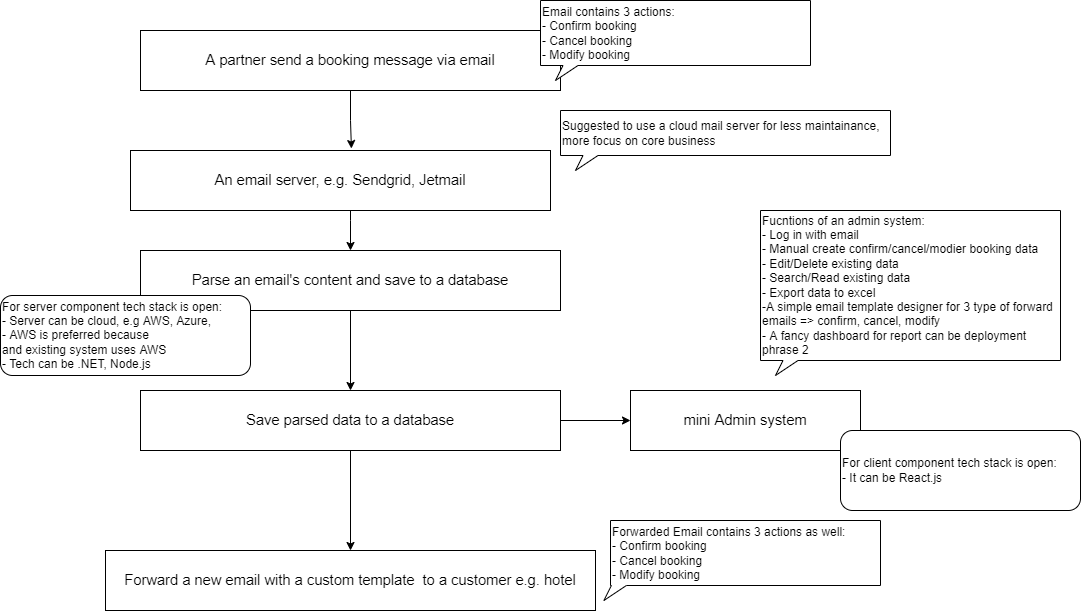 Email contains 3 actions:
- Confirm booking
- Cancel booking
- Modify booking
A partner send a booking message via email
Suggested to use a cloud mail server for less maintainance,
more focus on core business
An email server, e.g. Sendgrid, Jetmail
Fucntions of an admin system:
- Log in with email
- Manual create confirm/cancel/modier booking data
- Edit/Delete existing data
- Search/Read existing data
- Export data to excel
-A simple email template designer for 3 type of forward
emails => confirm, cancel, modify
- A fancy dashboard for report can be deployment
phrase 2
Parse an email's content and save to a database
For server component tech stack is open:
- Server can be cloud, e.g AWS, Azure,
- AWS is preferred because
and existing system uses AWS
- Tech can be .NET, Node.js
Save parsed data to a database
mini Admin system
For client component tech stack is open:
- It can be React.js
Forwarded Email contains 3 actions as well:
- Confirm booking
- Cancel booking
- Modify booking
Forward a new email with a custom template to a customer e.g. hotel